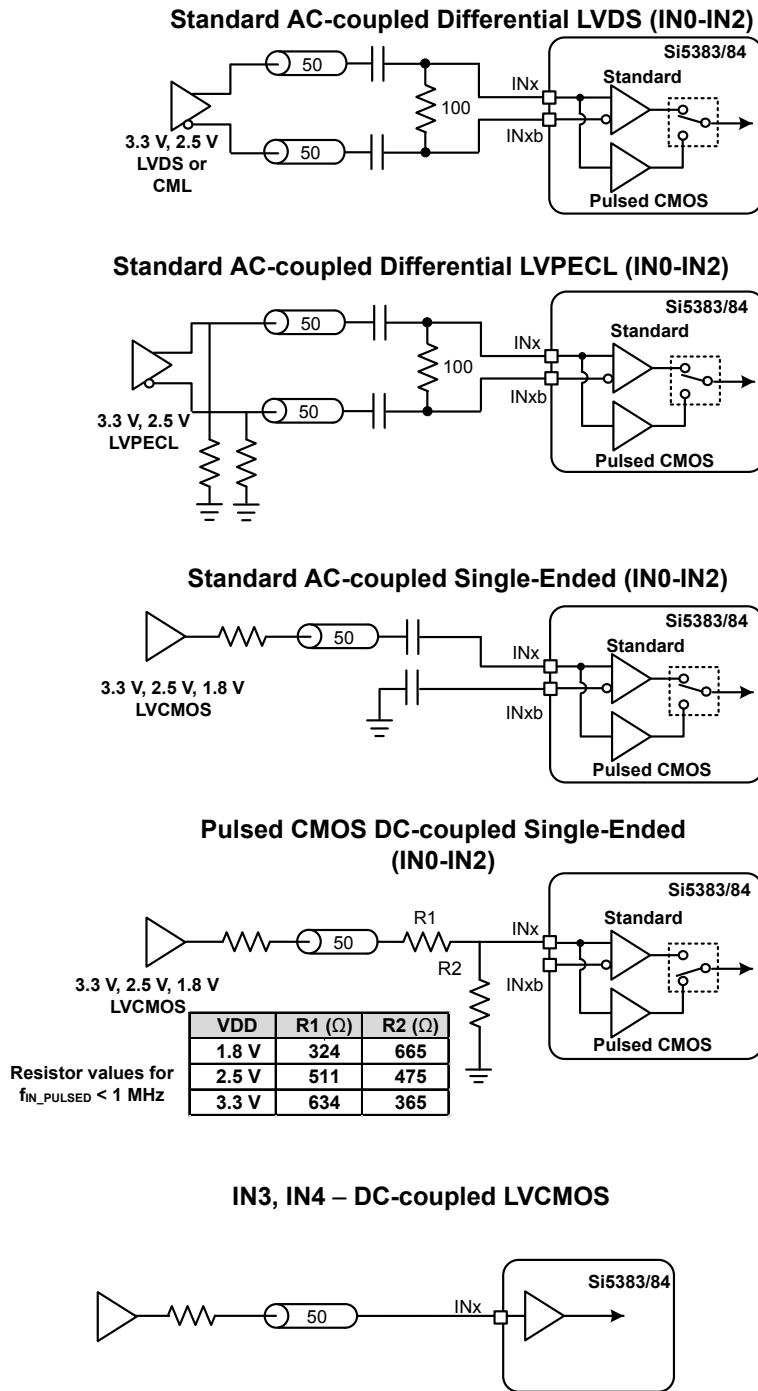 Standard AC-coupled Differential LVDS (IN0-IN2)
Si5383/84
50
INx
Standard
100
3.3 V, 2.5 V
LVDS or
CML
50
INxb
Pulsed CMOS
Standard AC-coupled Differential LVPECL (IN0-IN2)
Si5383/84
50
INx
Standard
100
50
INxb
3.3 V, 2.5 V
LVPECL
Pulsed CMOS
Standard AC-coupled Single-Ended (IN0-IN2)
Si5383/84
50
INx
Standard
3.3 V, 2.5 V, 1.8 V
LVCMOS
INxb
Pulsed CMOS
Pulsed CMOS DC-coupled Single-Ended
(IN0-IN2)
Si5383/84
50
R1
INx
Standard
R2
INxb
3.3 V, 2.5 V, 1.8 V
LVCMOS
Pulsed CMOS
VDD R1 (Ω) R2 (Ω)
1.8 V 324 665
2.5 V 511 475
3.3 V 634 365
Resistor values for
fIN_PULSED < 1 MHz
IN3, IN4 – DC-coupled LVCMOS
Si5383/84
50
INx